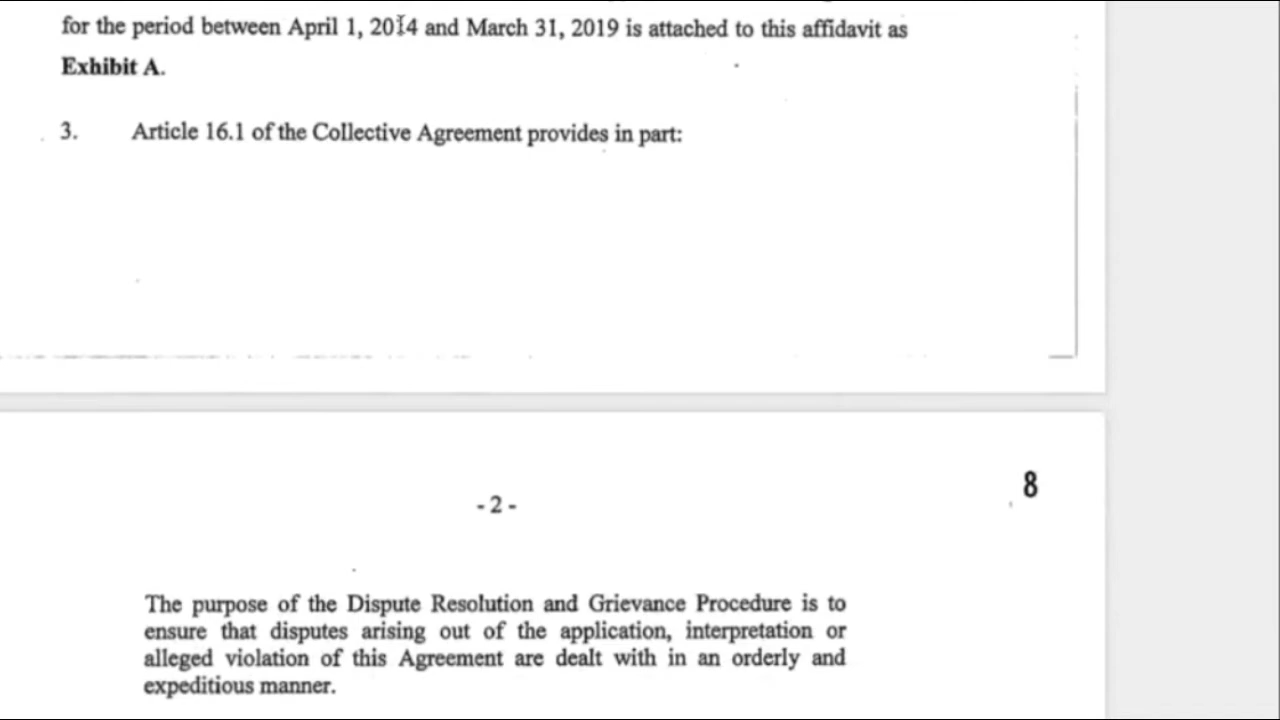 for the period between April 1, 2014 and March 31, 2019 is attached to this affidavit as
Exhibit A.
3. Article 16.1 of the Collective Agreement provides in part:
8
- 2 -
The purpose of the Dispute Resolution and Grievance Procedure is to
ensure that disputes arising out of the application, interpretation or
alleged violation of this Agreement are dealt with in an orderly and
expeditious manner.